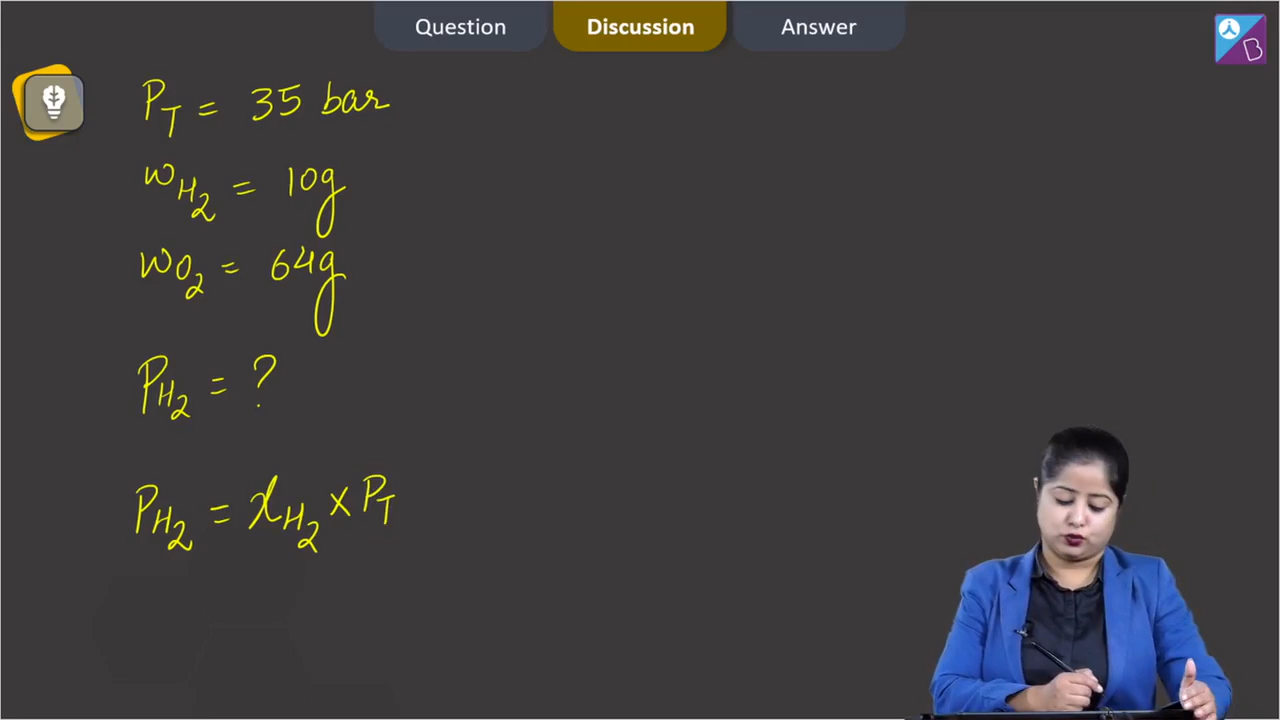 Question Discussion Answer
P_T = 35 bar
w_H₂ = 10g
w_O₂ = 64g
P_H₂ = ?
P_H₂ = x_H₂ × P_T
B